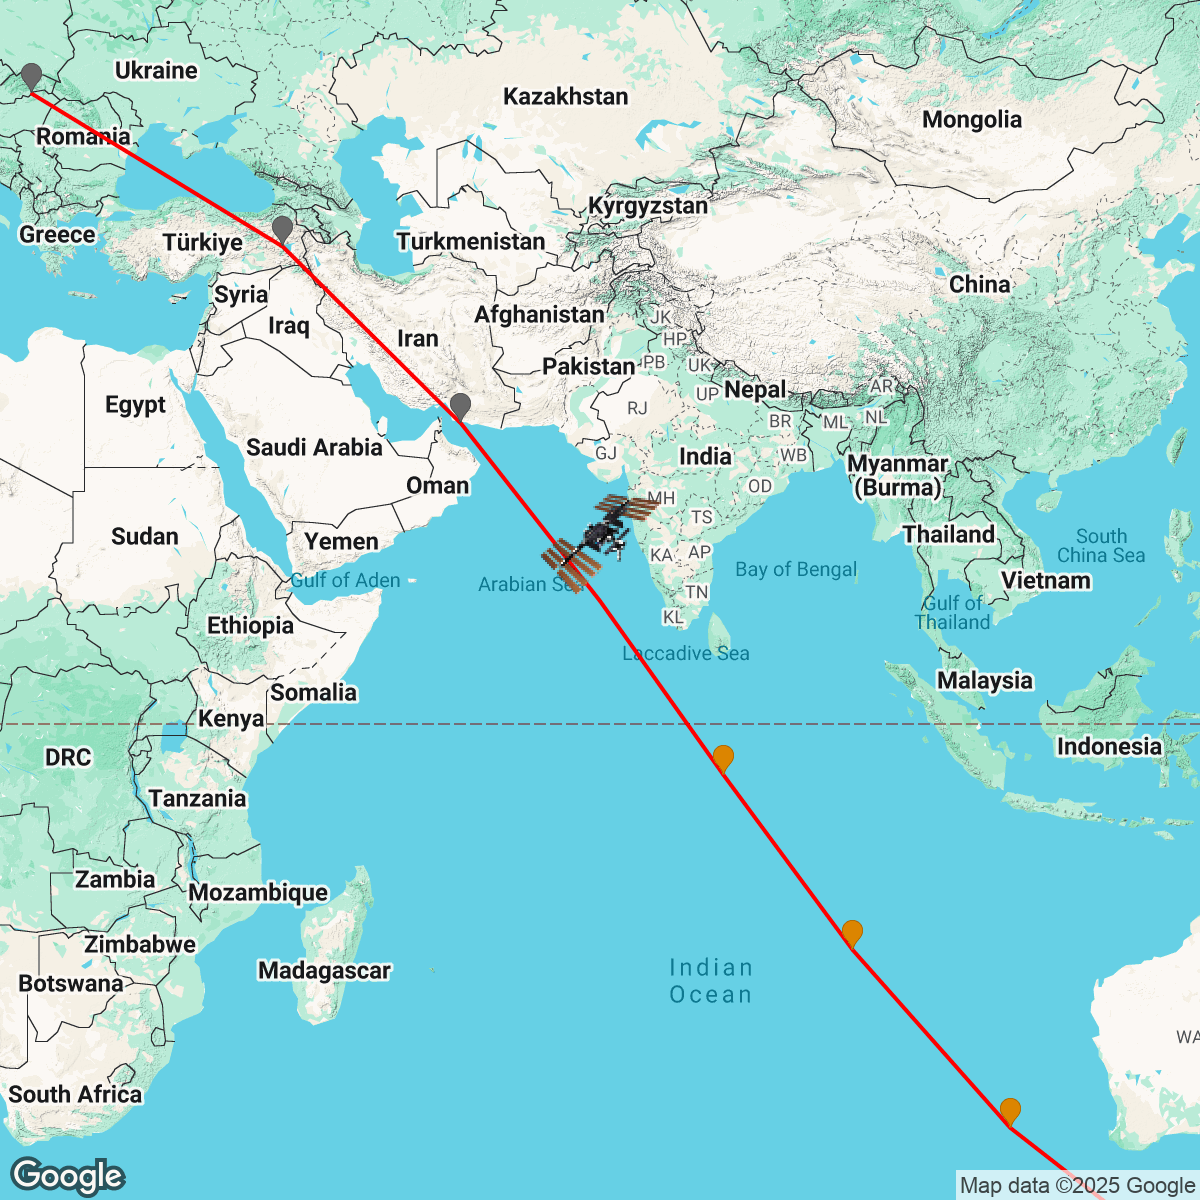 Ukraine
Kazakhstan
Mongolia
Romania
Kyrgyzstan
Greece
Türkiye
Turkmenistan
Syria
China
Afghanistan
Iraq
JK
Iran
HP
Pakistan
PB
UK
Nepal
AR
UP
Egypt
RJ
BR
ML
NL
Saudi Arabia
GJ
India
WB
Myanmar
(Burma)
Oman
OD
MH
TS
Sudan
Yemen
Thailand
South
China Sea
KA
AP
Gulf of Aden
Arabian Se
Bay of Bengal
Vietnam
TN
Gulf of
Thailand
KL
Ethiopia
Laccadive Sea
Malaysia
Somalia
Kenya
Indonesia
DRC
Tanzania
Zambia
Mozambique
Zimbabwe
Madagascar
Indian
Ocean
Botswana
WA
South Africa
Google
Map data ©2025 Google